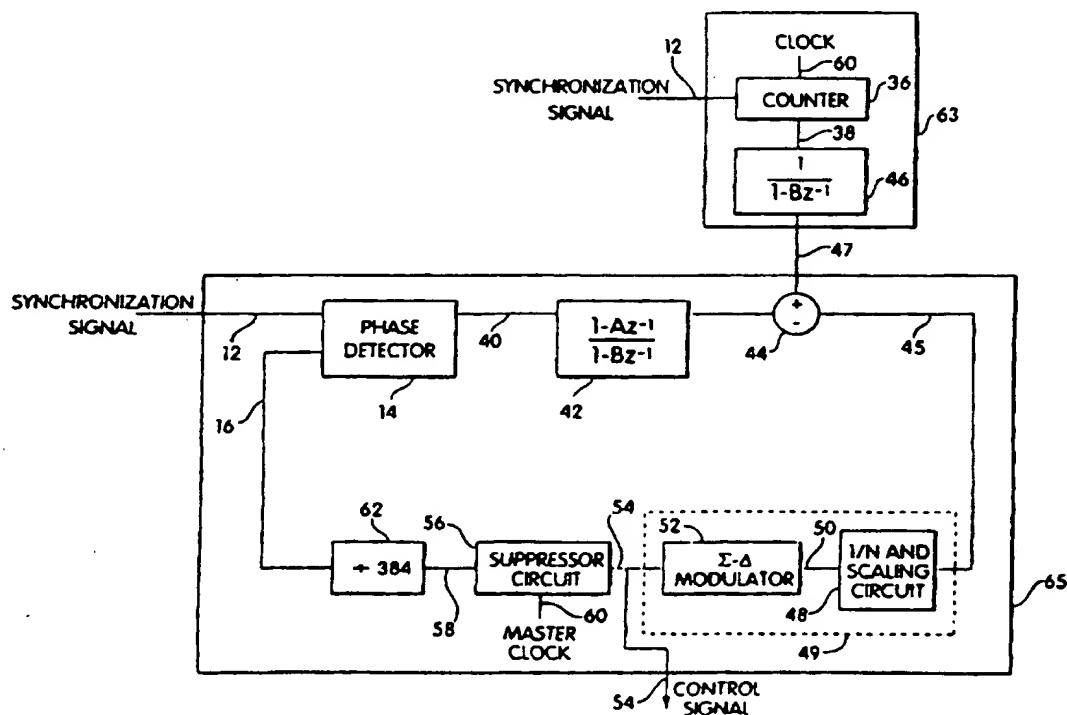 CLOCK
60
12
SYNCHRONIZATION
SIGNAL
COUNTER
36
63
38
1
1-Bz-1
46
47
SYNCHRONIZATION
SIGNAL
12
PHASE
DETECTOR
14
40
1-Az-1
1-Bz-1
42
+
-
44
45
16
62
÷ 384
58
56
SUPPRESSOR
CIRCUIT
60
MASTER
CLOCK
54
52
Σ-Δ
MODULATOR
50
1/N AND
SCALING
CIRCUIT
48
49
65
54
CONTROL
SIGNAL